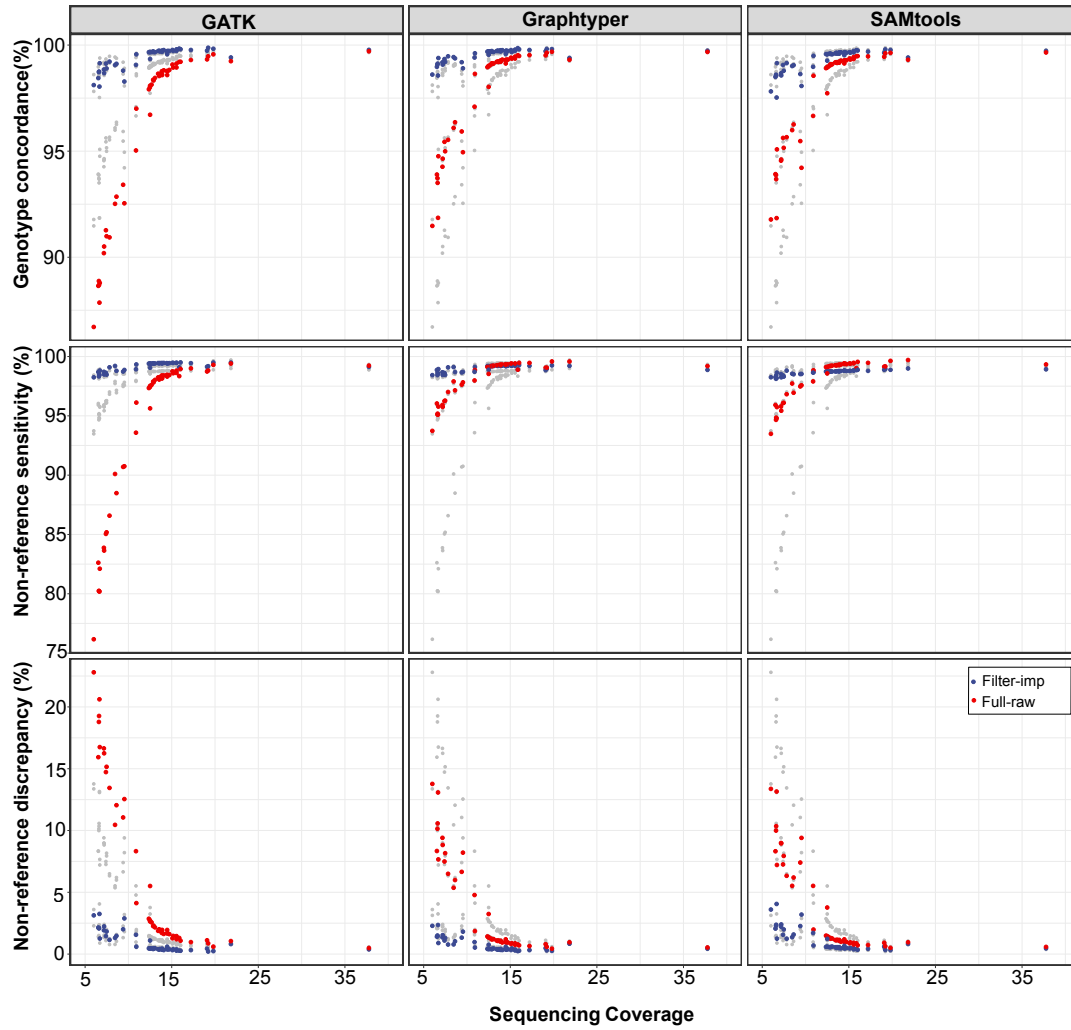 GATK Graphtyper SAMtools
Genotype concordance(%)
100
95
90
Non-reference sensitivity (%)
100
95
90
85
80
75
Non-reference discrepancy (%)
20
15
10
5
0
Filter-imp
Full-raw
5 15 25 35 5 15 25 35 5 15 25 35
Sequencing Coverage